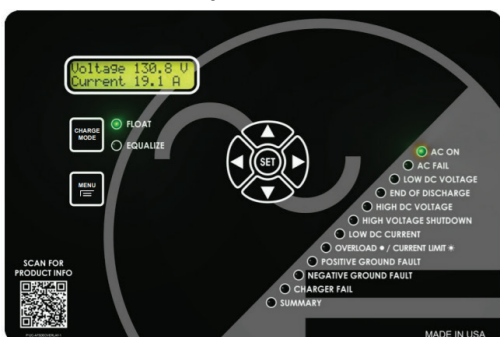 Voltage 130.8 V
Current 19.1 A
CHARGE
MODE
FLOAT
EQUALIZE
MENU
SET
AC ON
AC FAIL
LOW DC VOLTAGE
END OF DISCHARGE
HIGH DC VOLTAGE
HIGH VOLTAGE SHUTDOWN
LOW DC CURRENT
OVERLOAD ● / CURRENT LIMIT ✳
POSITIVE GROUND FAULT
NEGATIVE GROUND FAULT
CHARGER FAIL
SUMMARY
SCAN FOR
PRODUCT INFO
MADE IN USA